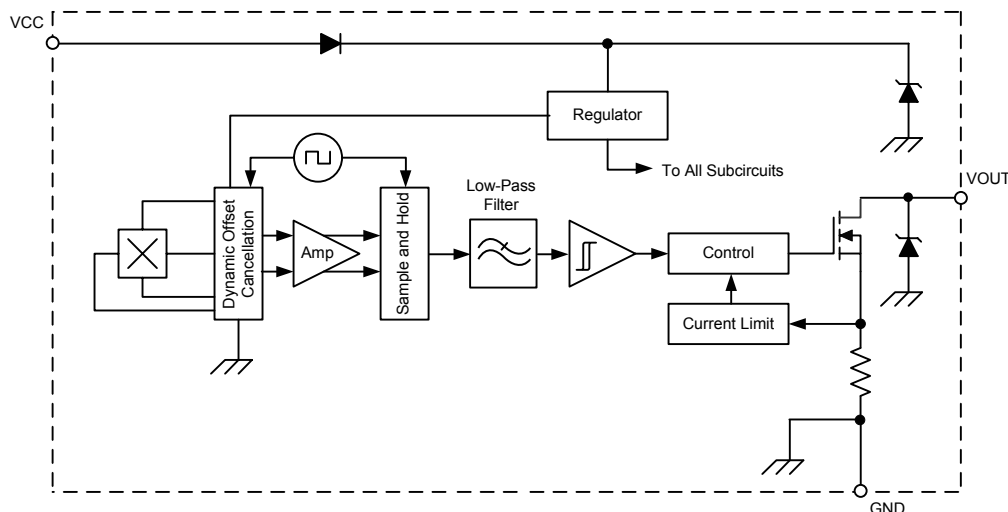 VCC
Regulator
To All Subcircuits
VOUT
Low-Pass
Filter
Dynamic Offset
Cancellation
Amp
Sample and Hold
Control
Current Limit
GND